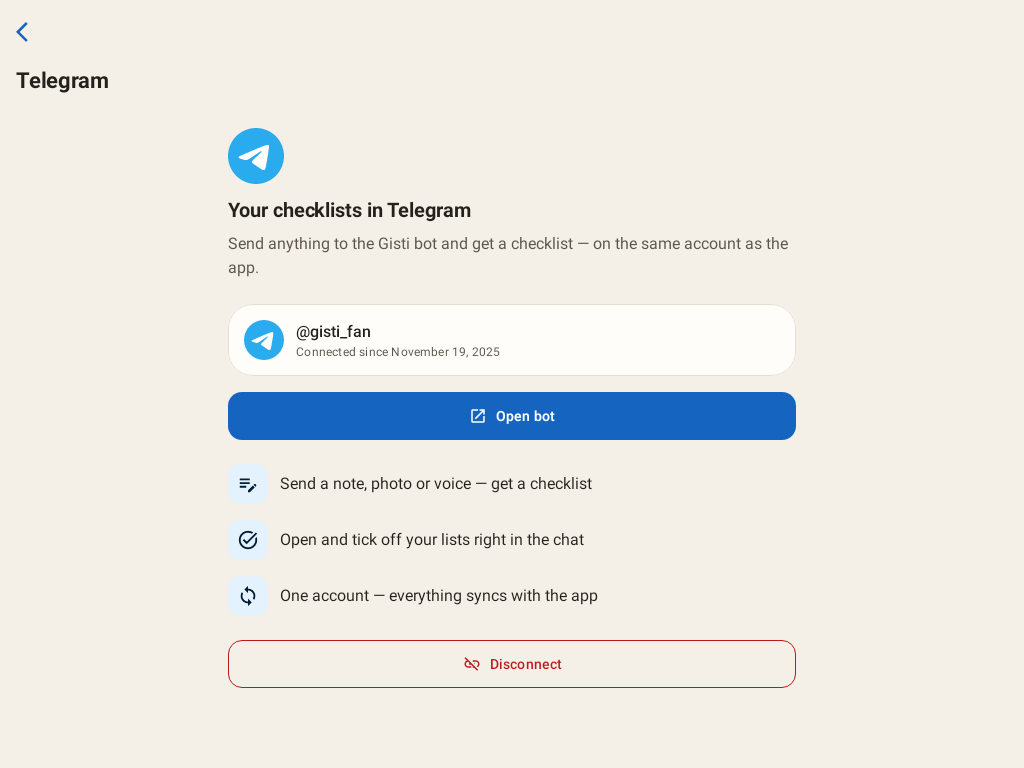 Telegram
Your checklists in Telegram
Send anything to the Gisti bot and get a checklist — on the same account as the
app.
@gisti_fan
Connected since November 19, 2025
Open bot
Send a note, photo or voice — get a checklist
Open and tick off your lists right in the chat
One account — everything syncs with the app
Disconnect